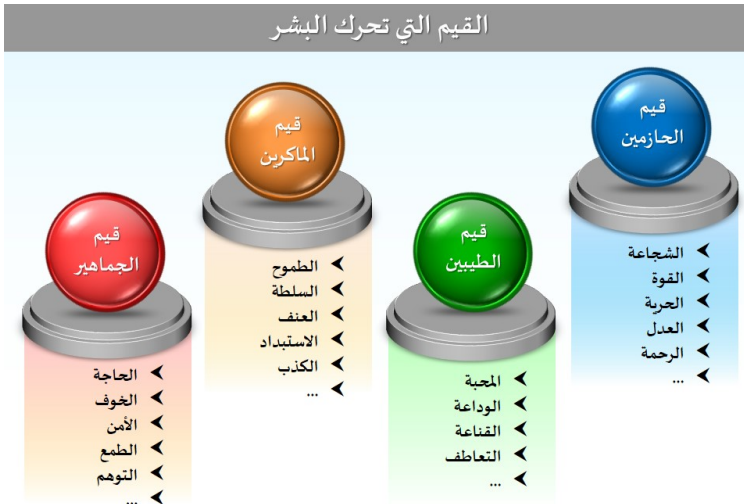 القيم التي تحرك البشر
قيم
الحازمين
الشجاعة
القوة
الحرية
العدل
الرحمة
...
قيم
الطيبين
المحبة
الوداعة
القناعة
التعاطف
...
قيم
الماكرين
الطموح
السلطة
العنف
الاستبداد
الكذب
...
قيم
الجماهير
الحاجة
الخوف
الأمن
الطمع
التوهم
...